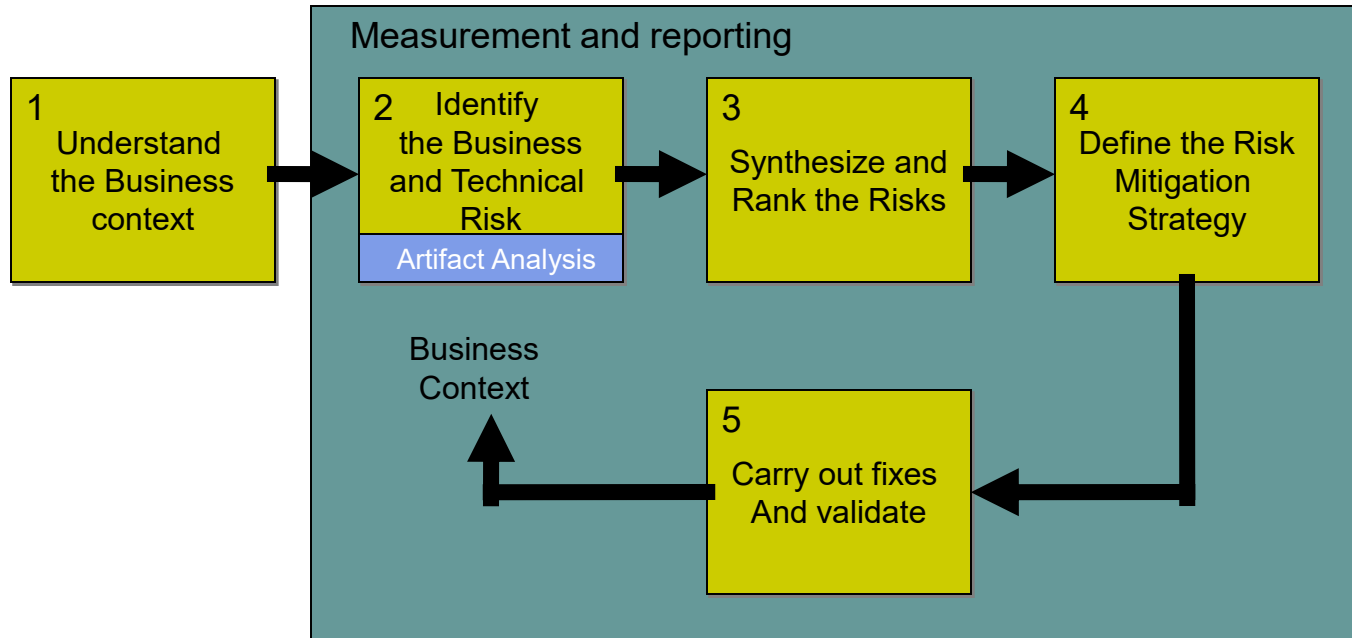 Measurement and reporting
1
Understand
the Business
context
2
Identify
the Business
and Technical
Risk
Artifact Analysis
3
Synthesize and
Rank the Risks
4
Define the Risk
Mitigation
Strategy
Business
Context
5
Carry out fixes
And validate